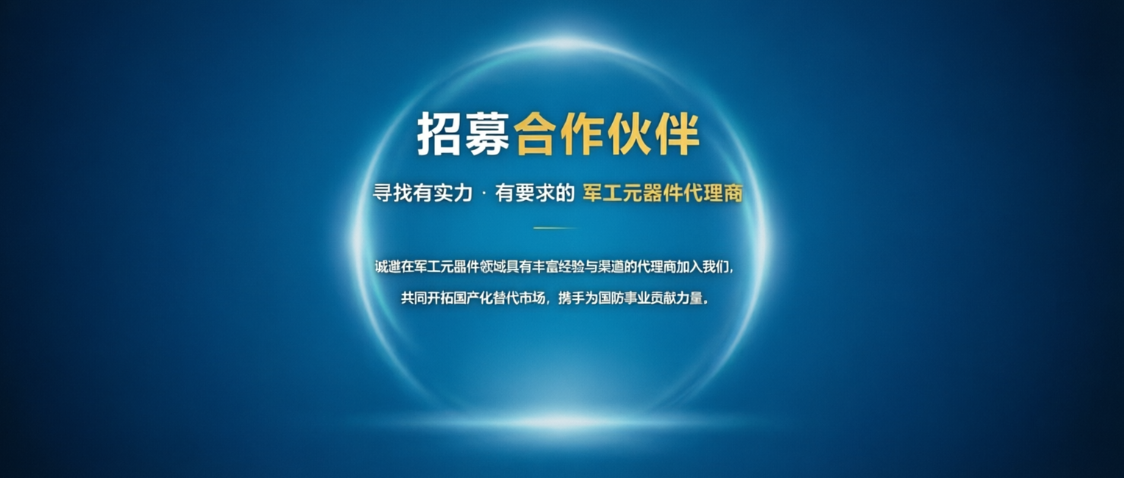 招募合作伙伴
寻找有实力 · 有要求的 军工元器件代理商
诚邀在军工元器件领域具有丰富经验与渠道的代理商加入我们，
共同开拓国产化替代市场，携手为国防事业贡献力量。